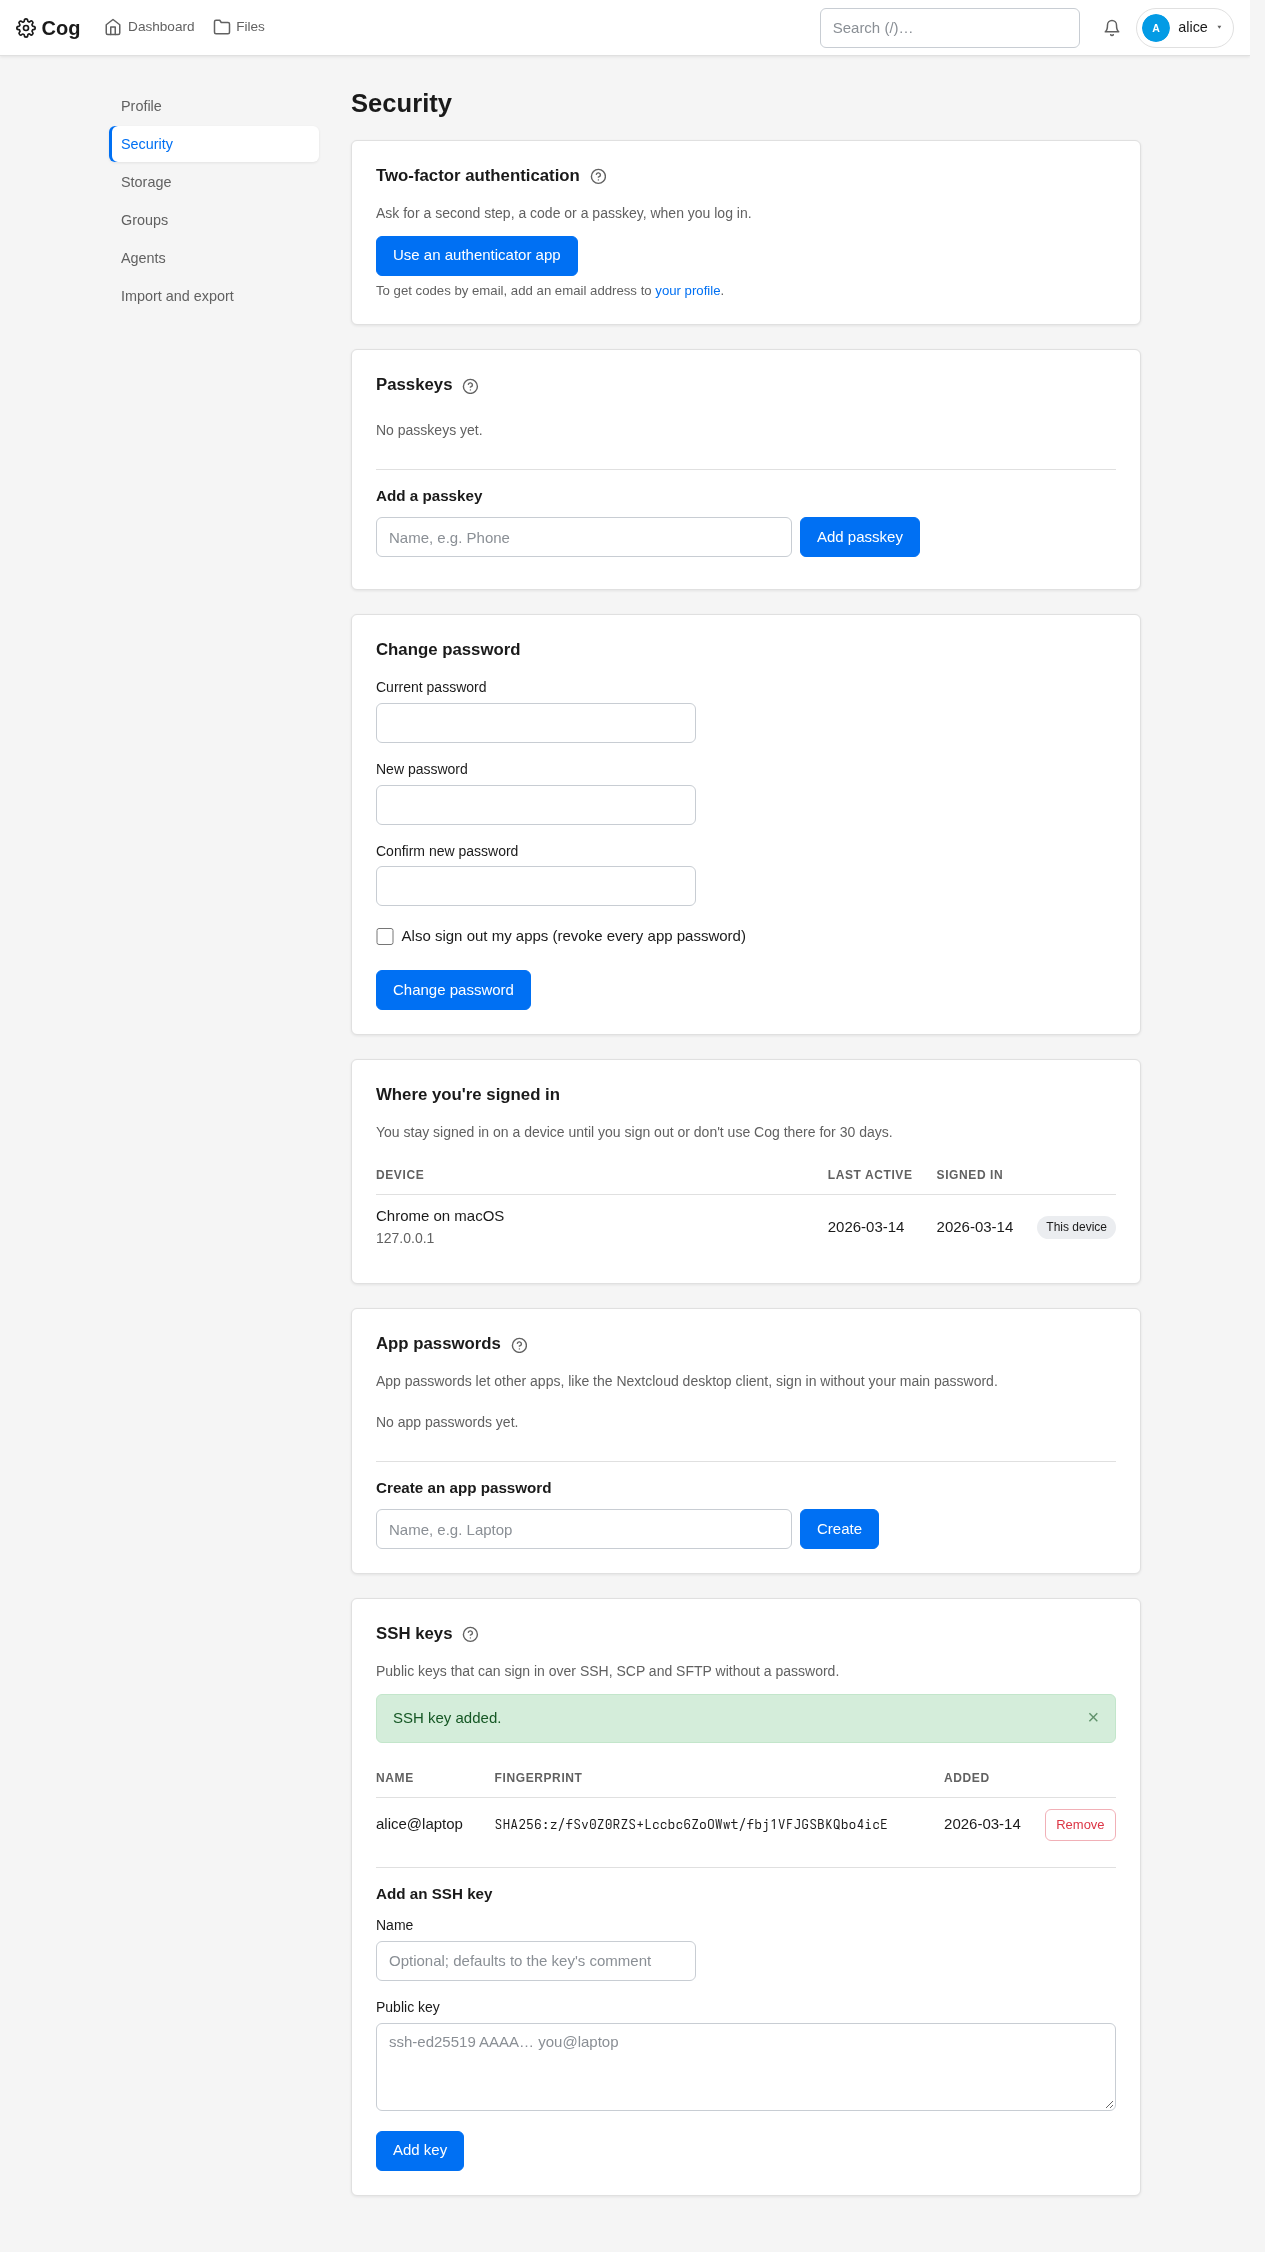 Cog
Dashboard
Files
Search (/)…
A
alice
Profile
Security
Storage
Groups
Agents
Import and export
Security
Two-factor authentication
Ask for a second step, a code or a passkey, when you log in.
Use an authenticator app
To get codes by email, add an email address to your profile.
Passkeys
No passkeys yet.
Add a passkey
Name, e.g. Phone
Add passkey
Change password
Current password
New password
Confirm new password
Also sign out my apps (revoke every app password)
Change password
Where you're signed in
You stay signed in on a device until you sign out or don't use Cog there for 30 days.
DEVICE LAST ACTIVE SIGNED IN
Chrome on macOS
127.0.0.1
2026-03-14 2026-03-14 This device
App passwords
App passwords let other apps, like the Nextcloud desktop client, sign in without your main password.
No app passwords yet.
Create an app password
Name, e.g. Laptop
Create
SSH keys
Public keys that can sign in over SSH, SCP and SFTP without a password.
SSH key added.
NAME FINGERPRINT ADDED
alice@laptop SHA256:z/fSv0Z0RZS+Lccbc6ZoOWwt/fbj1VFJGSBKQbo4icE 2026-03-14 Remove
Add an SSH key
Name
Optional; defaults to the key's comment
Public key
ssh-ed25519 AAAA… you@laptop
Add key